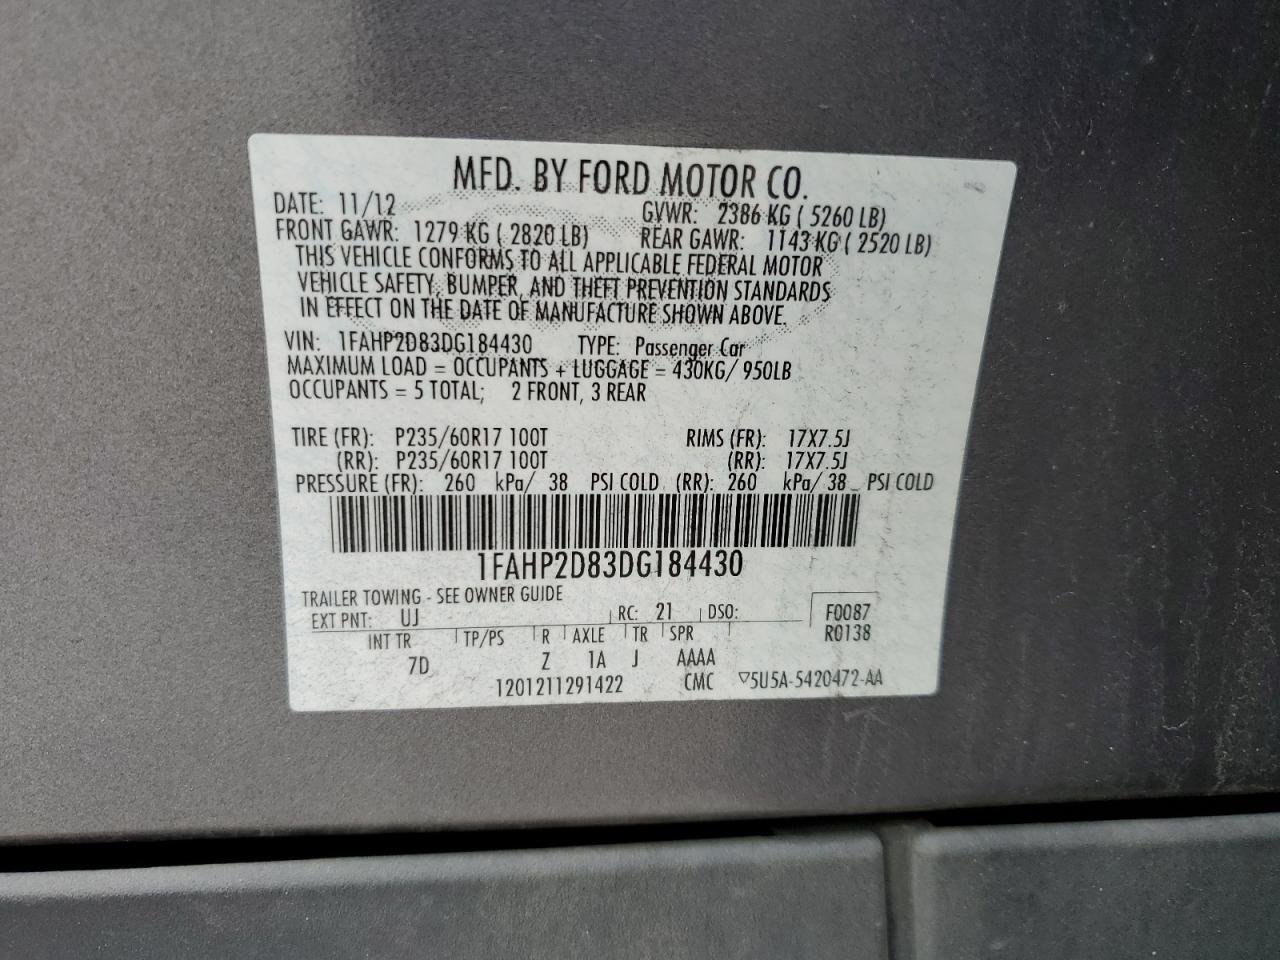 MFD. BY FORD MOTOR CO.
DATE: 11/12 GVWR: 2386 KG ( 5260 LB)
FRONT GAWR: 1279 KG ( 2820 LB) REAR GAWR: 1143 KG ( 2520 LB)
THIS VEHICLE CONFORMS TO ALL APPLICABLE FEDERAL MOTOR
VEHICLE SAFETY, BUMPER, AND THEFT PREVENTION STANDARDS
IN EFFECT ON THE DATE OF MANUFACTURE SHOWN ABOVE.
VIN: 1FAHP2D83DG184430 TYPE: Passenger Car
MAXIMUM LOAD = OCCUPANTS + LUGGAGE = 430KG/ 950LB
OCCUPANTS = 5 TOTAL; 2 FRONT, 3 REAR
TIRE (FR): P235/60R17 100T RIMS (FR): 17X7.5J
(RR): P235/60R17 100T (RR): 17X7.5J
PRESSURE (FR): 260 kPa/ 38 PSI COLD (RR): 260 kPa/ 38 PSI COLD
1FAHP2D83DG184430
TRAILER TOWING - SEE OWNER GUIDE
EXT PNT: UJ RC: 21 DSO: F0087
INT TR TP/PS R AXLE TR SPR R0138
7D Z 1A J AAAA
1201211291422 CMC ▽5U5A-5420472-AA